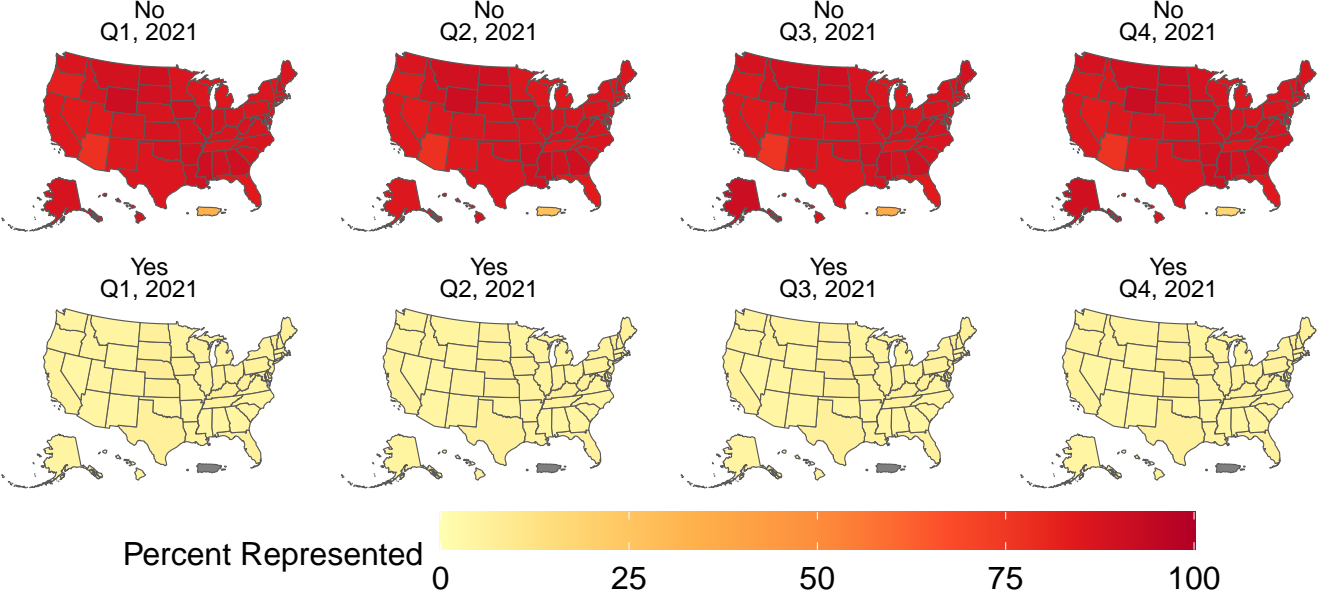 No
Q1, 2021
No
Q2, 2021
No
Q3, 2021
No
Q4, 2021
Yes
Q1, 2021
Yes
Q2, 2021
Yes
Q3, 2021
Yes
Q4, 2021
Percent Represented
0 25 50 75 100